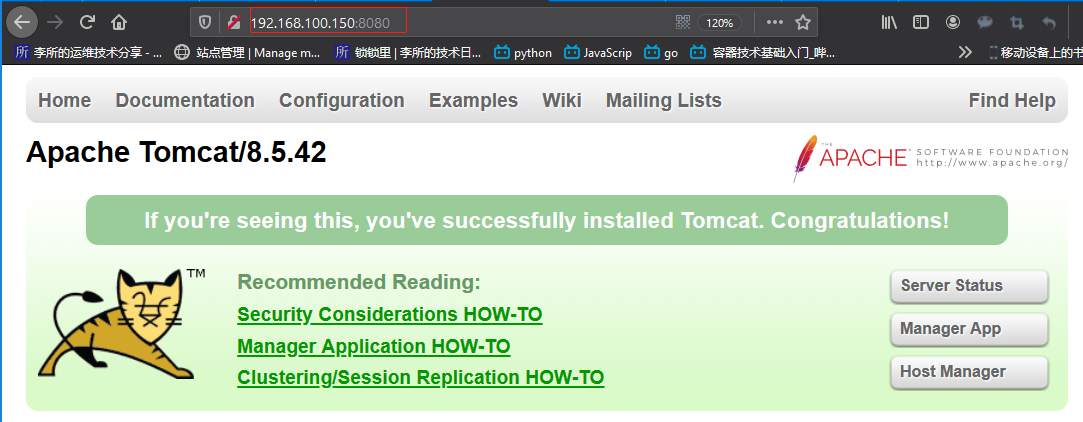 192.168.100.150:8080 120%
李所的运维技术分享 - ... 站点管理 | Manage m... 锁锁里 | 李所的技术日... python JavaScrip go 容器技术基础入门_哔... 移动设备上的书
Home Documentation Configuration Examples Wiki Mailing Lists Find Help
Apache Tomcat/8.5.42
THE APACHE® SOFTWARE FOUNDATION
http://www.apache.org/
If you're seeing this, you've successfully installed Tomcat. Congratulations!
TM
Recommended Reading:
Security Considerations HOW-TO
Manager Application HOW-TO
Clustering/Session Replication HOW-TO
Server Status
Manager App
Host Manager